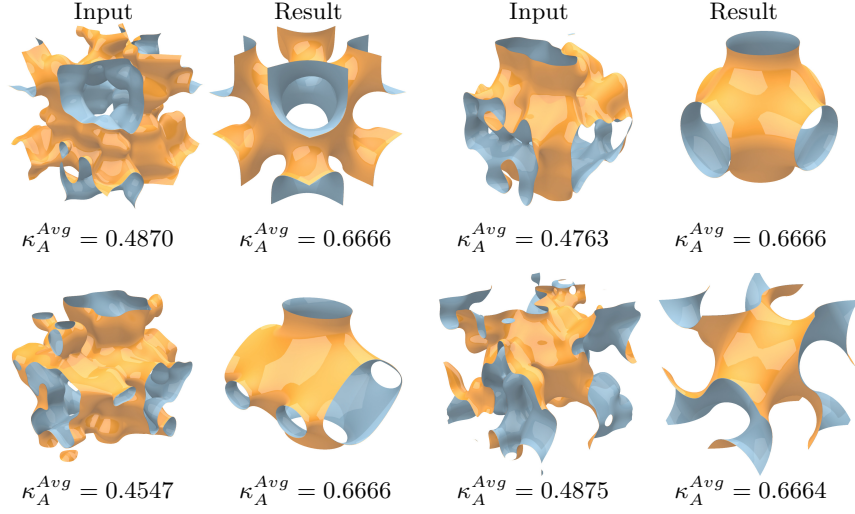 Input Result Input Result
κ_A^{Avg} = 0.4870 κ_A^{Avg} = 0.6666 κ_A^{Avg} = 0.4763 κ_A^{Avg} = 0.6666
κ_A^{Avg} = 0.4547 κ_A^{Avg} = 0.6666 κ_A^{Avg} = 0.4875 κ_A^{Avg} = 0.6664